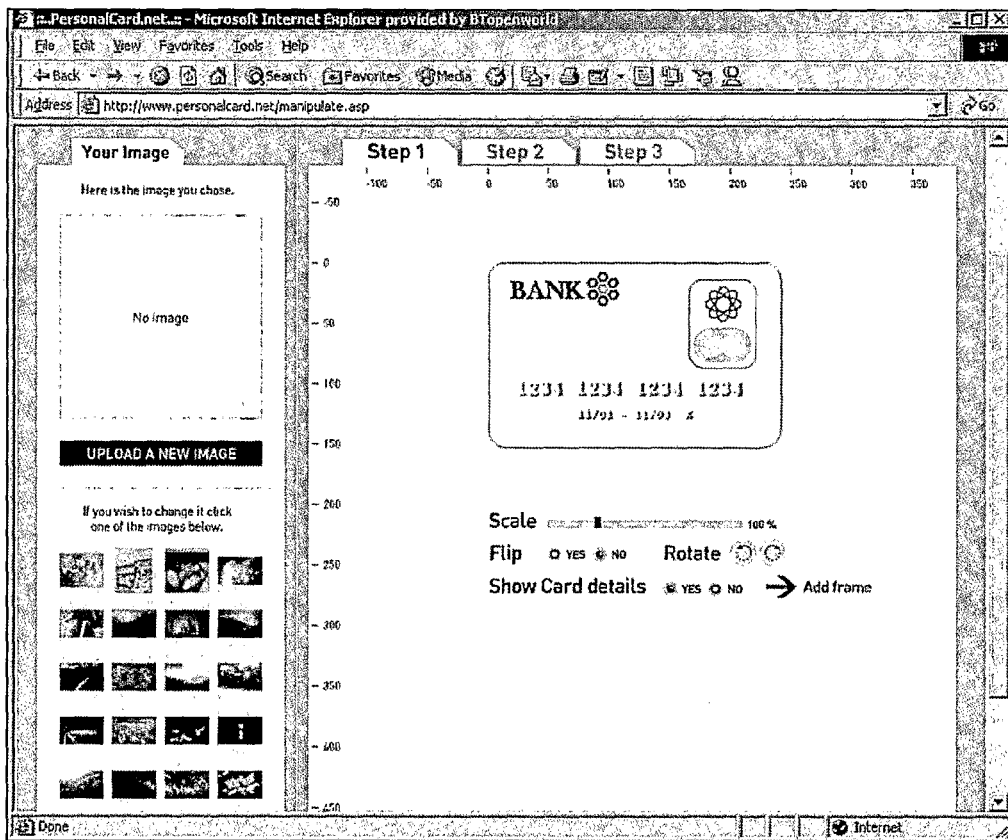 ::..PersonalCard.net..:: - Microsoft Internet Explorer provided by BTopenworld
File Edit View Favorites Tools Help
Back Search Favorites Media
Address http://www.personalcard.net/manipulate.asp Go
Your Image Step 1 Step 2 Step 3
Here is the image you chose.
-100 -50 0 50 100 150 200 250 300 350
-50
0
No image
50
BANK
100
1234 1234 1234 1234
150
UPLOAD A NEW IMAGE
200
If you wish to change it click
one of the images below.
Scale 100 %
Flip YES NO Rotate
250
Show Card details YES NO Add frame
300
350
400
450
Done Internet